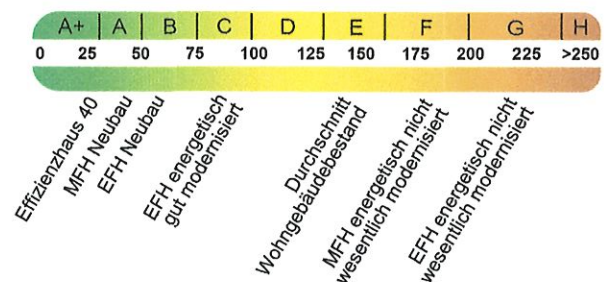 A+ A B C D E F G H
0 25 50 75 100 125 150 175 200 225 >250
Effizienzhaus 40
MFH Neubau
EFH Neubau
EFH energetisch
gut modernisiert
Durchschnitt
Wohngebäudebestand
MFH energetisch nicht
wesentlich modernisiert
EFH energetisch nicht
wesentlich modernisiert